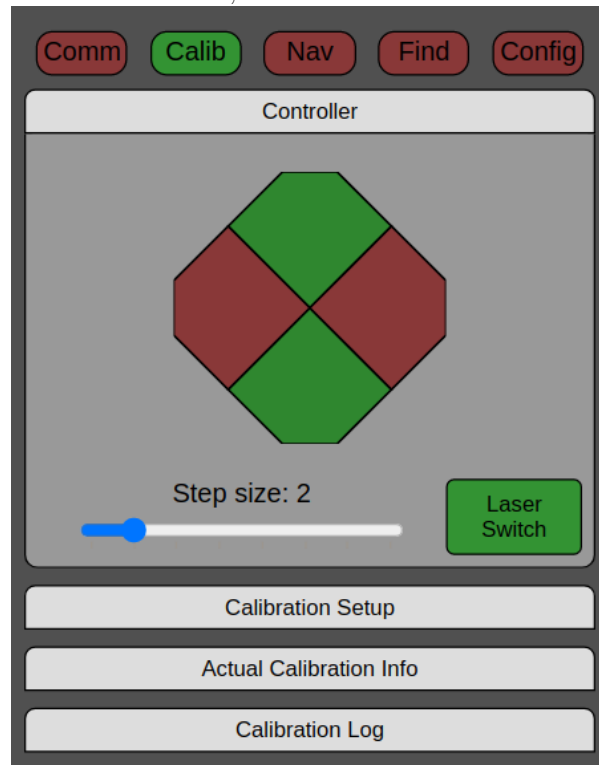 Comm Calib Nav Find Config
Controller
Step size: 2
Laser
Switch
Calibration Setup
Actual Calibration Info
Calibration Log